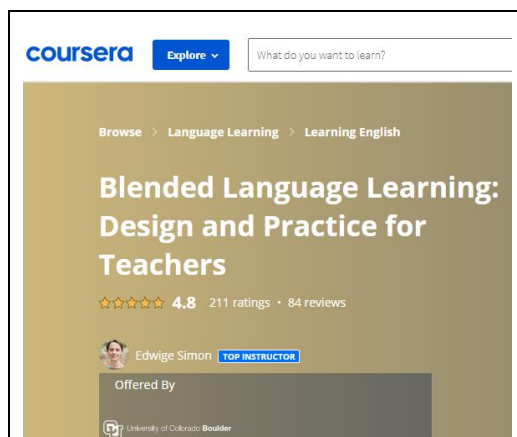 coursera
Explore
What do you want to learn?
Browse > Language Learning > Learning English
Blended Language Learning:
Design and Practice for
Teachers
4.8 211 ratings • 84 reviews
Edwige Simon TOP INSTRUCTOR
Offered By
University of Colorado Boulder